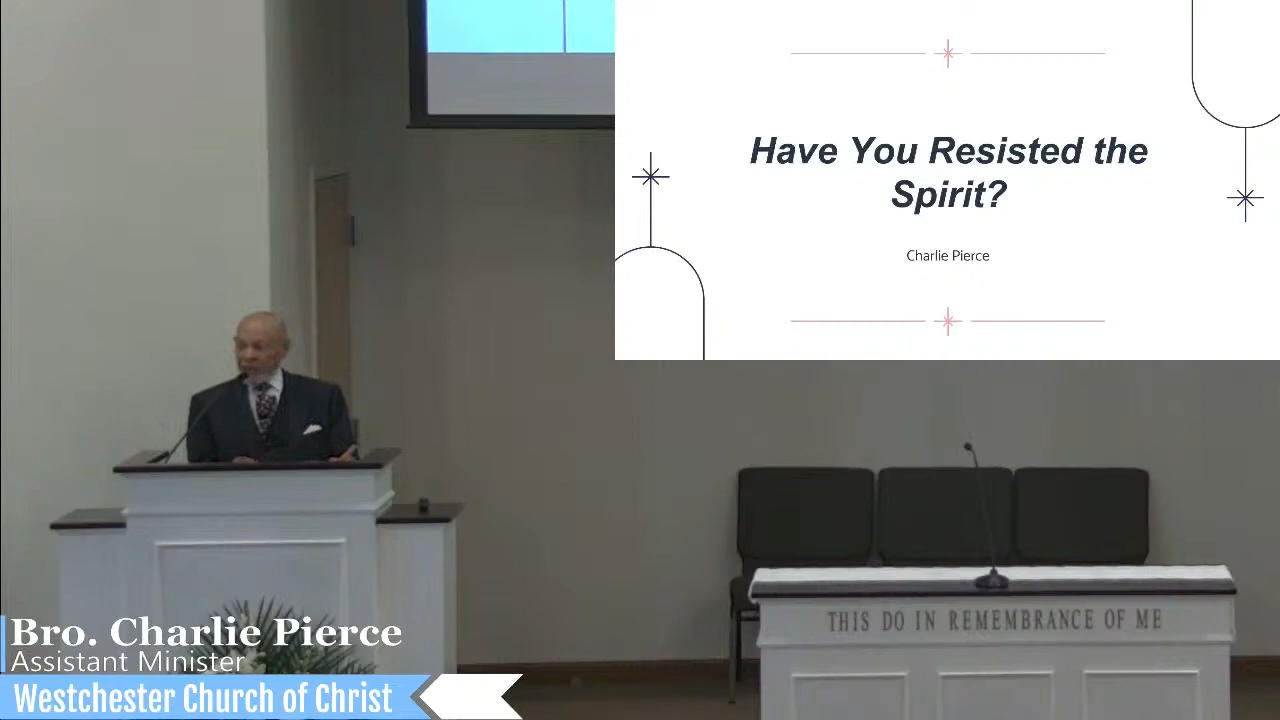 Have You Resisted the
Spirit?
Charlie Pierce
THIS DO IN REMEMBRANCE OF ME
Bro. Charlie Pierce
Assistant Minister
Westchester Church of Christ